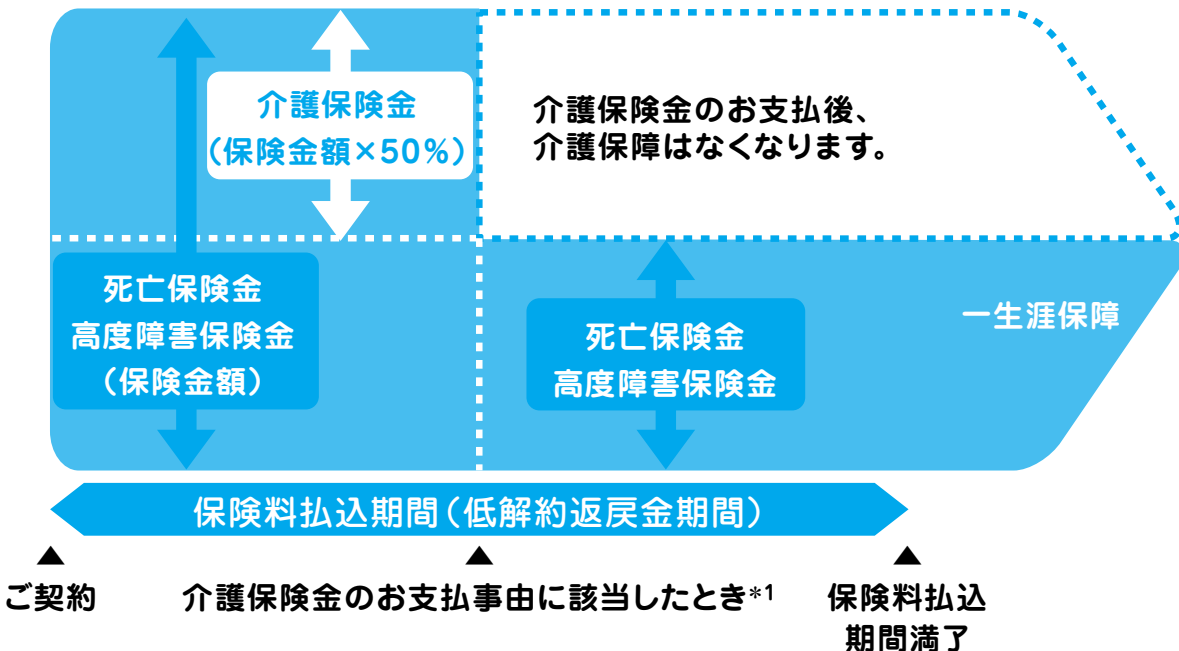 介護保険金
(保険金額×50%)
介護保険金のお支払後、
介護保障はなくなります。
死亡保険金
高度障害保険金
(保険金額)
死亡保険金
高度障害保険金
一生涯保障
保険料払込期間(低解約返戻金期間)
ご契約
介護保険金のお支払事由に該当したとき*1
保険料払込
期間満了